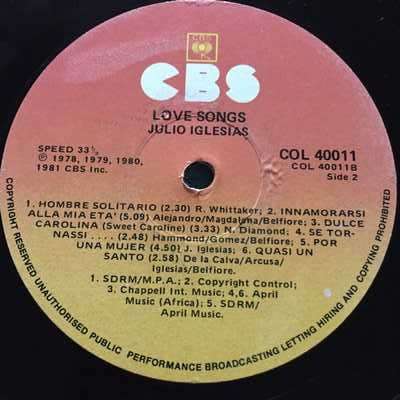 CBS
CBS
LOVE SONGS
JULIO IGLESIAS
SPEED 33⅓
℗ 1978, 1979, 1980,
1981 CBS Inc.
COL 40011
COL 40011B
Side 2
1. HOMBRE SOLITARIO (2.30) R. Whittaker; 2. INNAMORARSI
ALLA MIA ETA' (5.09) Alejandro/Magdalena/Belfiore; 3. DULCE
CAROLINA (Sweet Caroline) (3.33) N. Diamond; 4. SE TOR-
NASSI . . . . (2.48) Hammond/Gomez/Belfiore; 5. POR
UNA MUJER (4.50) J. Iglesias; 6. QUASI UN
SANTO (2.58) De la Calva/Arcusa/
Iglesias/Belfiore.
1. SDRM/M.P.A.; 2. Copyright Control;
3. Chappell Int. Music; 4,6. April
Music (Africa); 5. SDRM/
April Music.
COPYRIGHT RESERVED UNAUTHORISED PUBLIC PERFORMANCE BROADCASTING LETTING HIRING AND COPYING PROHIBITED